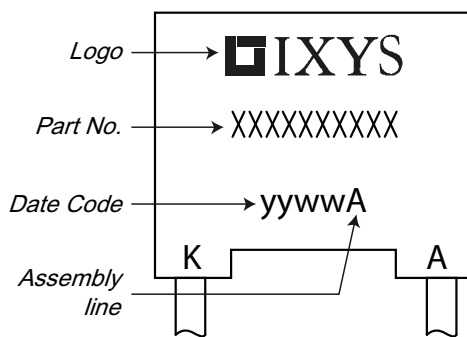 Logo
IXYS
Part No.
XXXXXXXXXX
Date Code
yywwA
K
A
Assembly
line